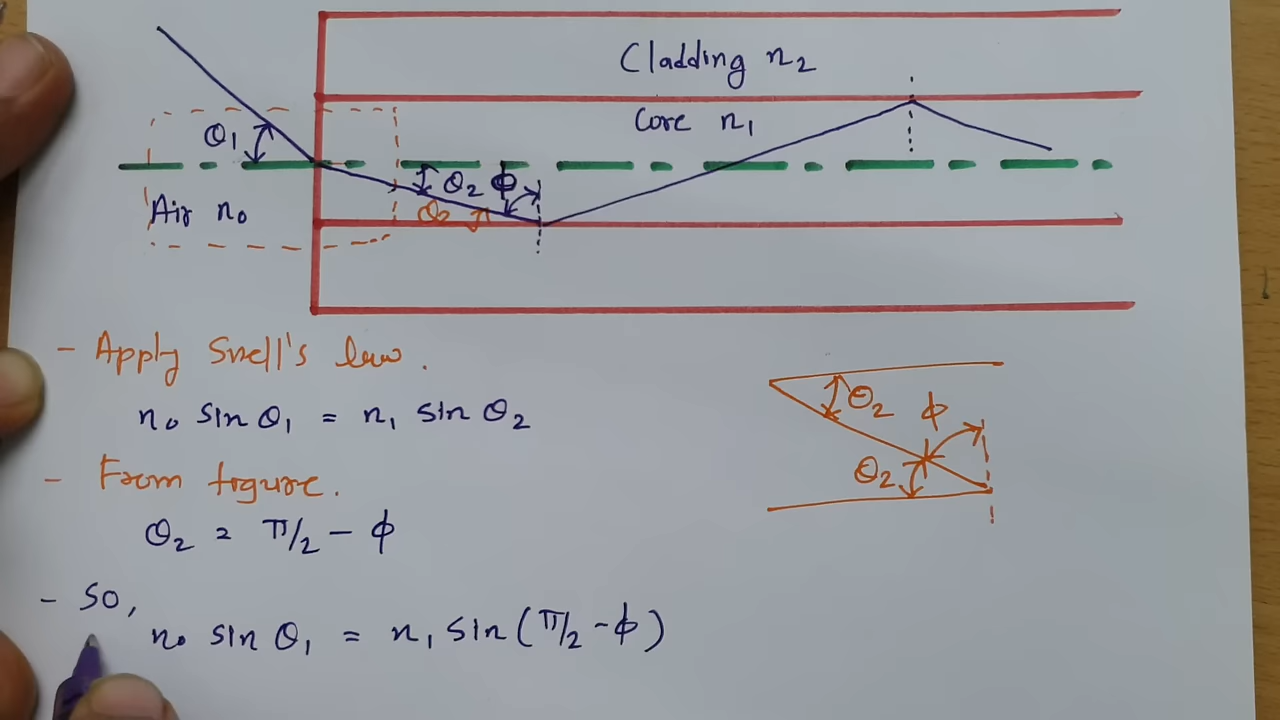 Cladding n₂
Core n₁
θ₁
θ₂ ϕ
θ₂
Air n₀
- Apply Snell's law.
n₀ sin θ₁ = n₁ sin θ₂
θ₂ ϕ
θ₂
- From figure.
θ₂ = π/2 - ϕ
- So,
n₀ sin θ₁ = n₁ sin(π/2 - ϕ)